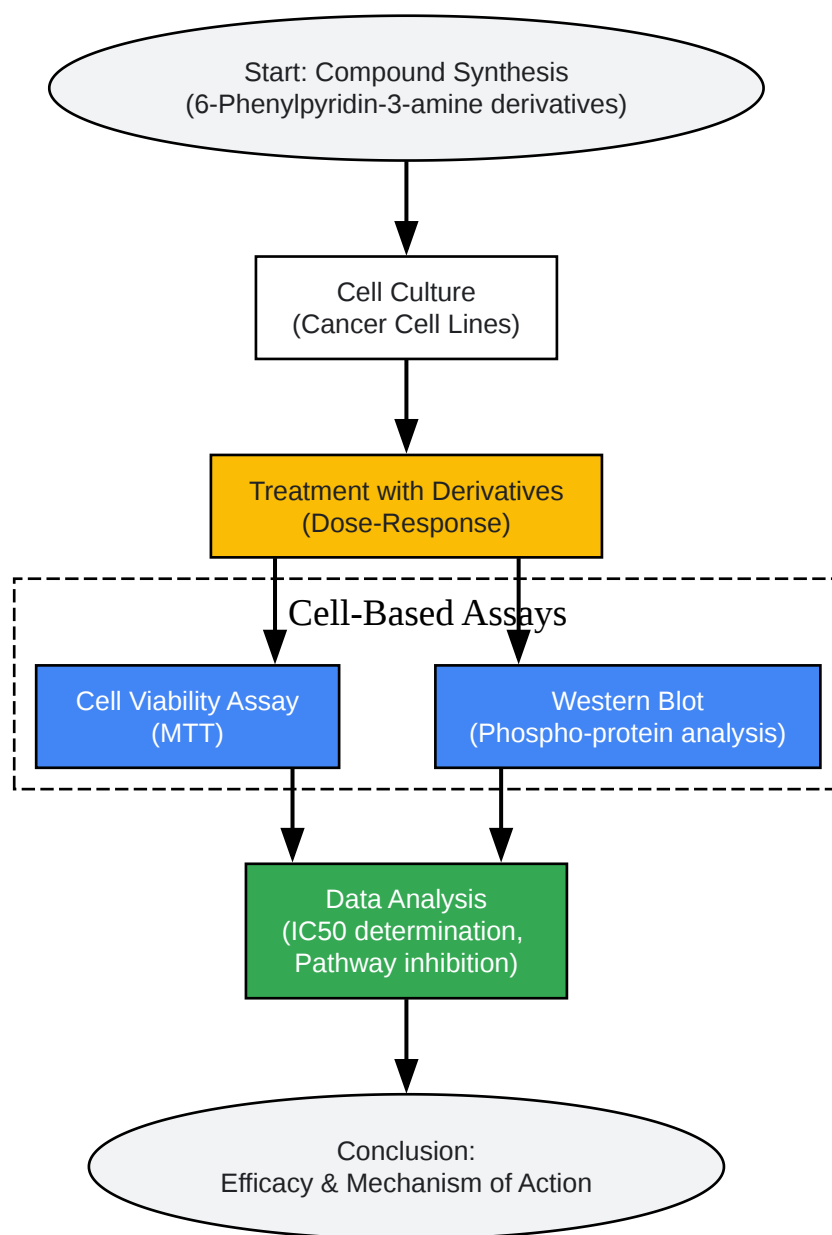 Start: Compound Synthesis
(6-Phenylpyridin-3-amine derivatives)
Cell Culture
(Cancer Cell Lines)
Treatment with Derivatives
(Dose-Response)
Cell-Based Assays
Cell Viability Assay
(MTT)
Western Blot
(Phospho-protein analysis)
Data Analysis
(IC50 determination,
Pathway inhibition)
Conclusion:
Efficacy & Mechanism of Action